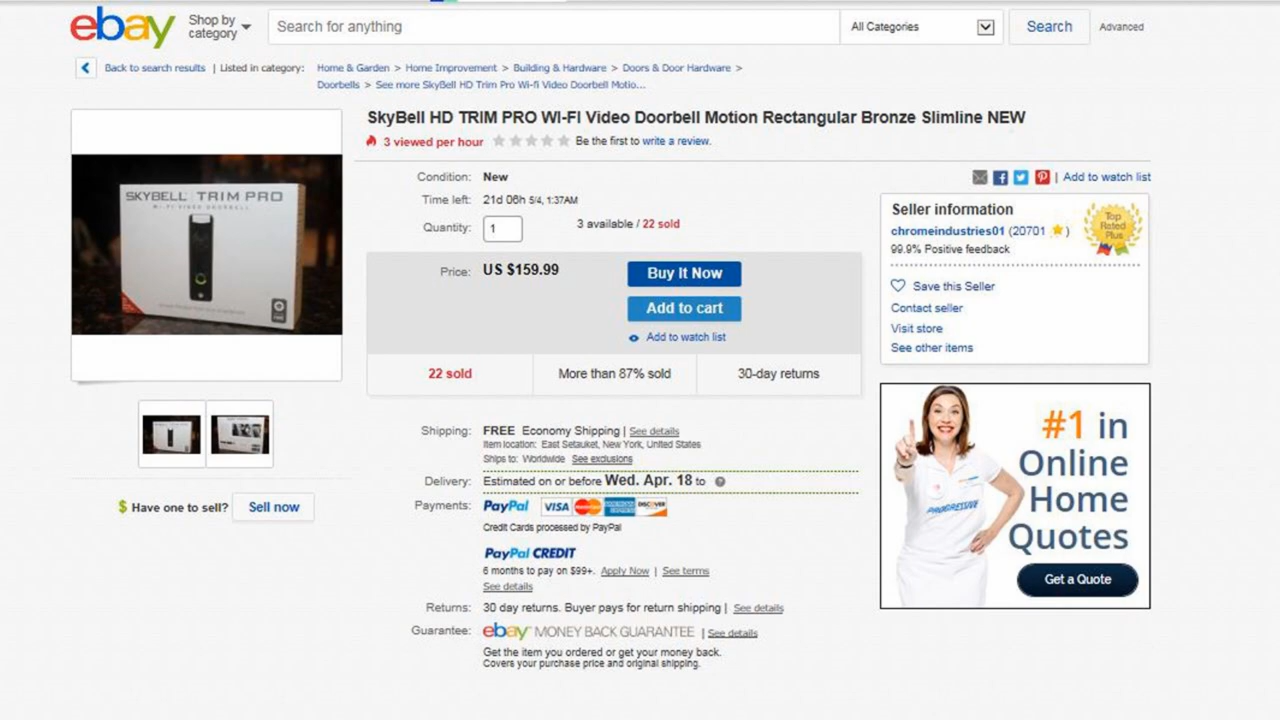 ebay
Shop by
category
Search for anything
All Categories
Search
Advanced
Back to search results | Listed in category:
Home & Garden > Home Improvement > Building & Hardware > Doors & Door Hardware >
Doorbells > See more SkyBell HD Trim Pro Wi-fi Video Doorbell Motio...
SkyBell HD TRIM PRO WI-FI Video Doorbell Motion Rectangular Bronze Slimline NEW
3 viewed per hour
Be the first to write a review.
SKYBELL TRIM PRO
WI-FI VIDEO DOORBELL
Condition: New
Time left: 21d 06h 5/4, 1:37AM
Quantity: 1
3 available / 22 sold
Price: US $159.99
Buy It Now
Add to cart
Add to watch list
22 sold
More than 87% sold
30-day returns
Shipping: FREE Economy Shipping | See details
Item location: East Setauket, New York, United States
Ships to: Worldwide See exclusions
Delivery: Estimated on or before Wed. Apr. 18 to
Payments: PayPal VISA DISCOVER
Credit Cards processed by PayPal
PayPal CREDIT
6 months to pay on $99+. Apply Now | See terms
See details
Returns: 30 day returns. Buyer pays for return shipping | See details
Guarantee: ebay MONEY BACK GUARANTEE | See details
Get the item you ordered or get your money back.
Covers your purchase price and original shipping.
$ Have one to sell? Sell now
| Add to watch list
Seller information
chromeindustries01 (20701 )
99.9% Positive feedback
Top
Rated
Plus
Save this Seller
Contact seller
Visit store
See other items
#1 in
Online
Home
Quotes
PROGRESSIVE
Get a Quote